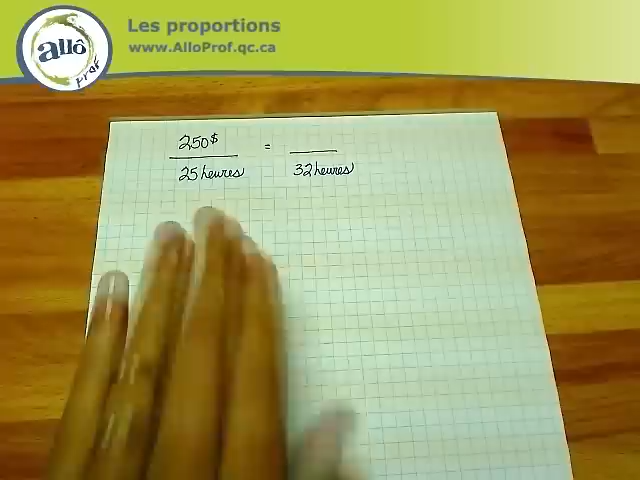 allô
prof
Les proportions
www.AlloProf.qc.ca
250$ = 
25 heures 32 heures